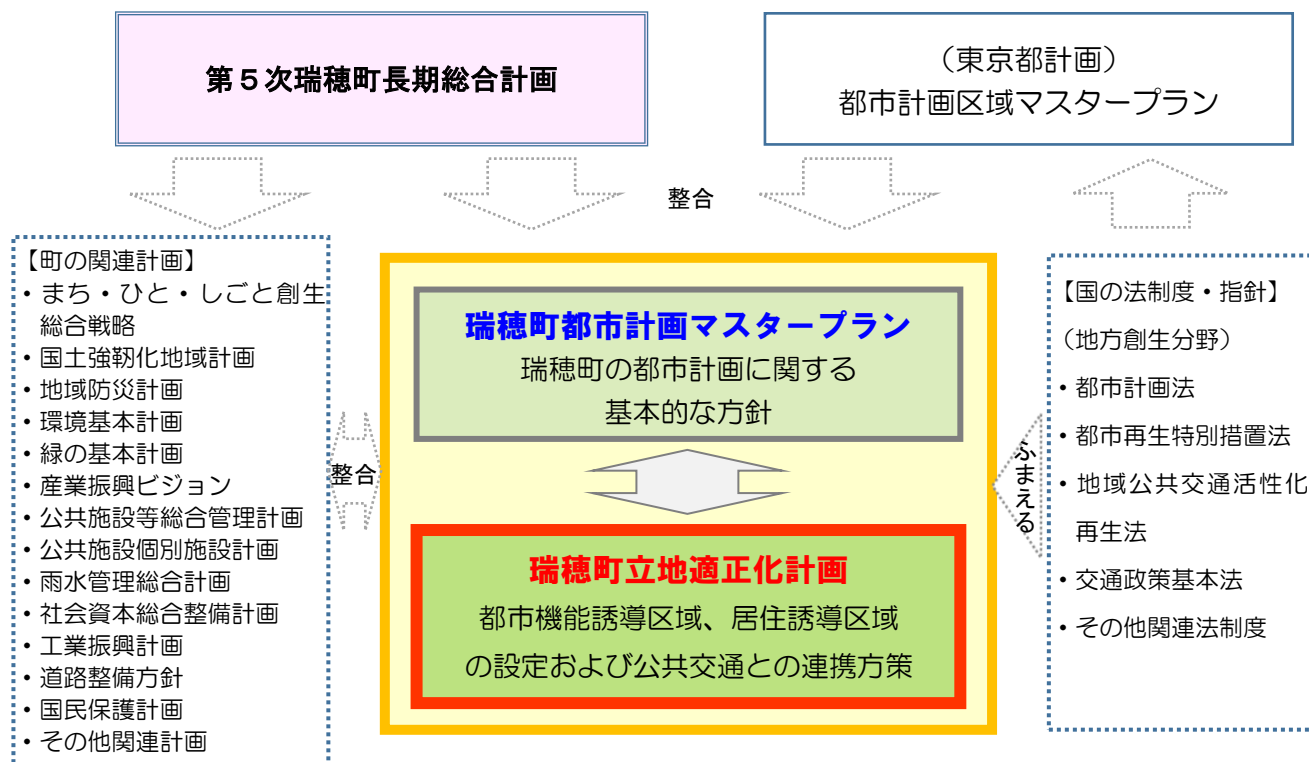 第５次瑞穂町長期総合計画
（東京都計画）
都市計画区域マスタープラン
整合
【町の関連計画】
・まち・ひと・しごと創生
総合戦略
・国土強靭化地域計画
・地域防災計画
・環境基本計画
・緑の基本計画
・産業振興ビジョン
・公共施設等総合管理計画
・公共施設個別施設計画
・雨水管理総合計画
・社会資本総合整備計画
・工業振興計画
・道路整備方針
・国民保護計画
・その他関連計画
整合
瑞穂町都市計画マスタープラン
瑞穂町の都市計画に関する
基本的な方針
瑞穂町立地適正化計画
都市機能誘導区域、居住誘導区域
の設定および公共交通との連携方策
ふまえる
【国の法制度・指針】
（地方創生分野）
・都市計画法
・都市再生特別措置法
・地域公共交通活性化
再生法
・交通政策基本法
・その他関連法制度